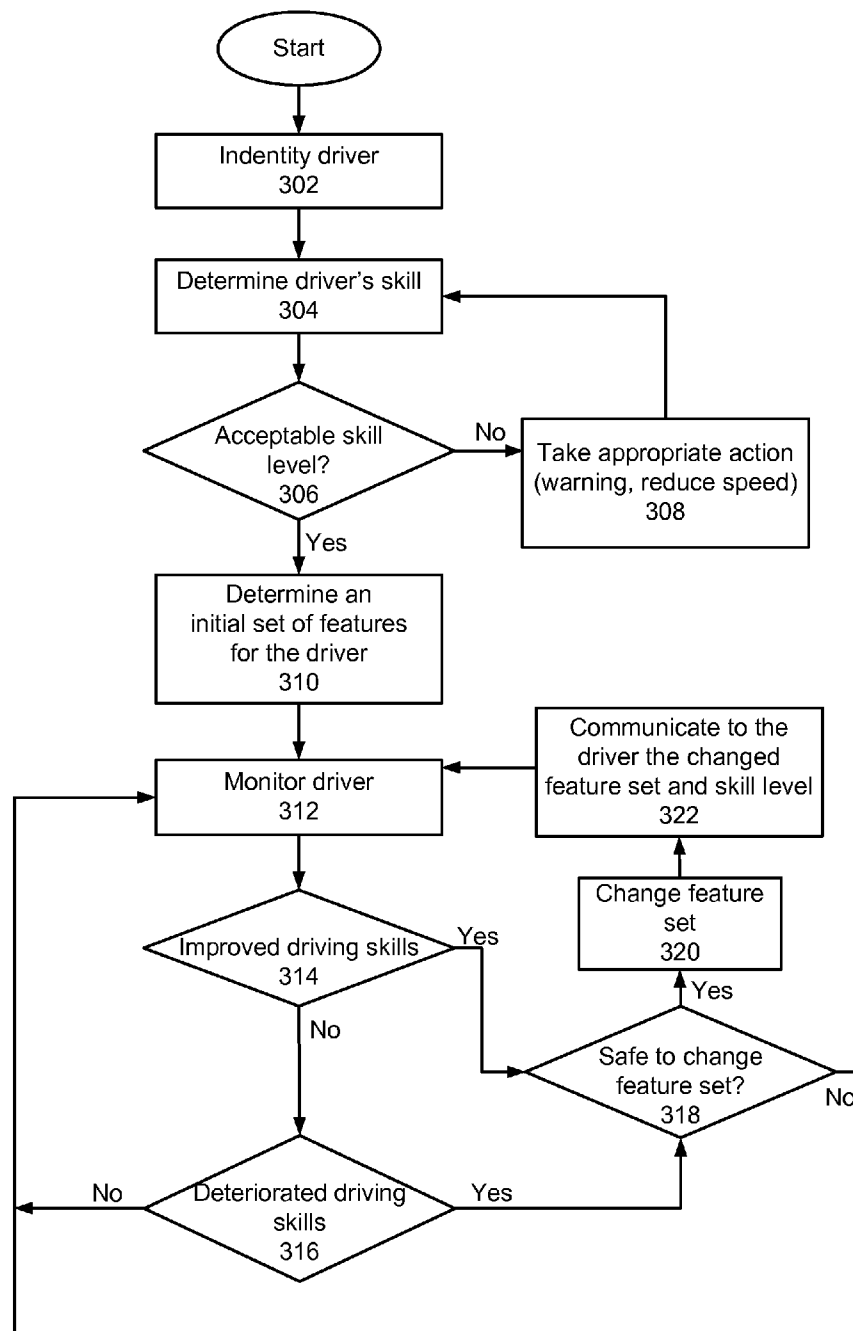 Start
Indentity driver
302
Determine driver's skill
304
Acceptable skill
level?
306
No
Take appropriate action
(warning, reduce speed)
308
Yes
Determine an
initial set of features
for the driver
310
Communicate to the
driver the changed
feature set and skill level
322
Monitor driver
312
Change feature
set
320
Improved driving skills
314
Yes
Yes
No
Safe to change
feature set?
318
No
No
Deteriorated driving
skills
316
Yes